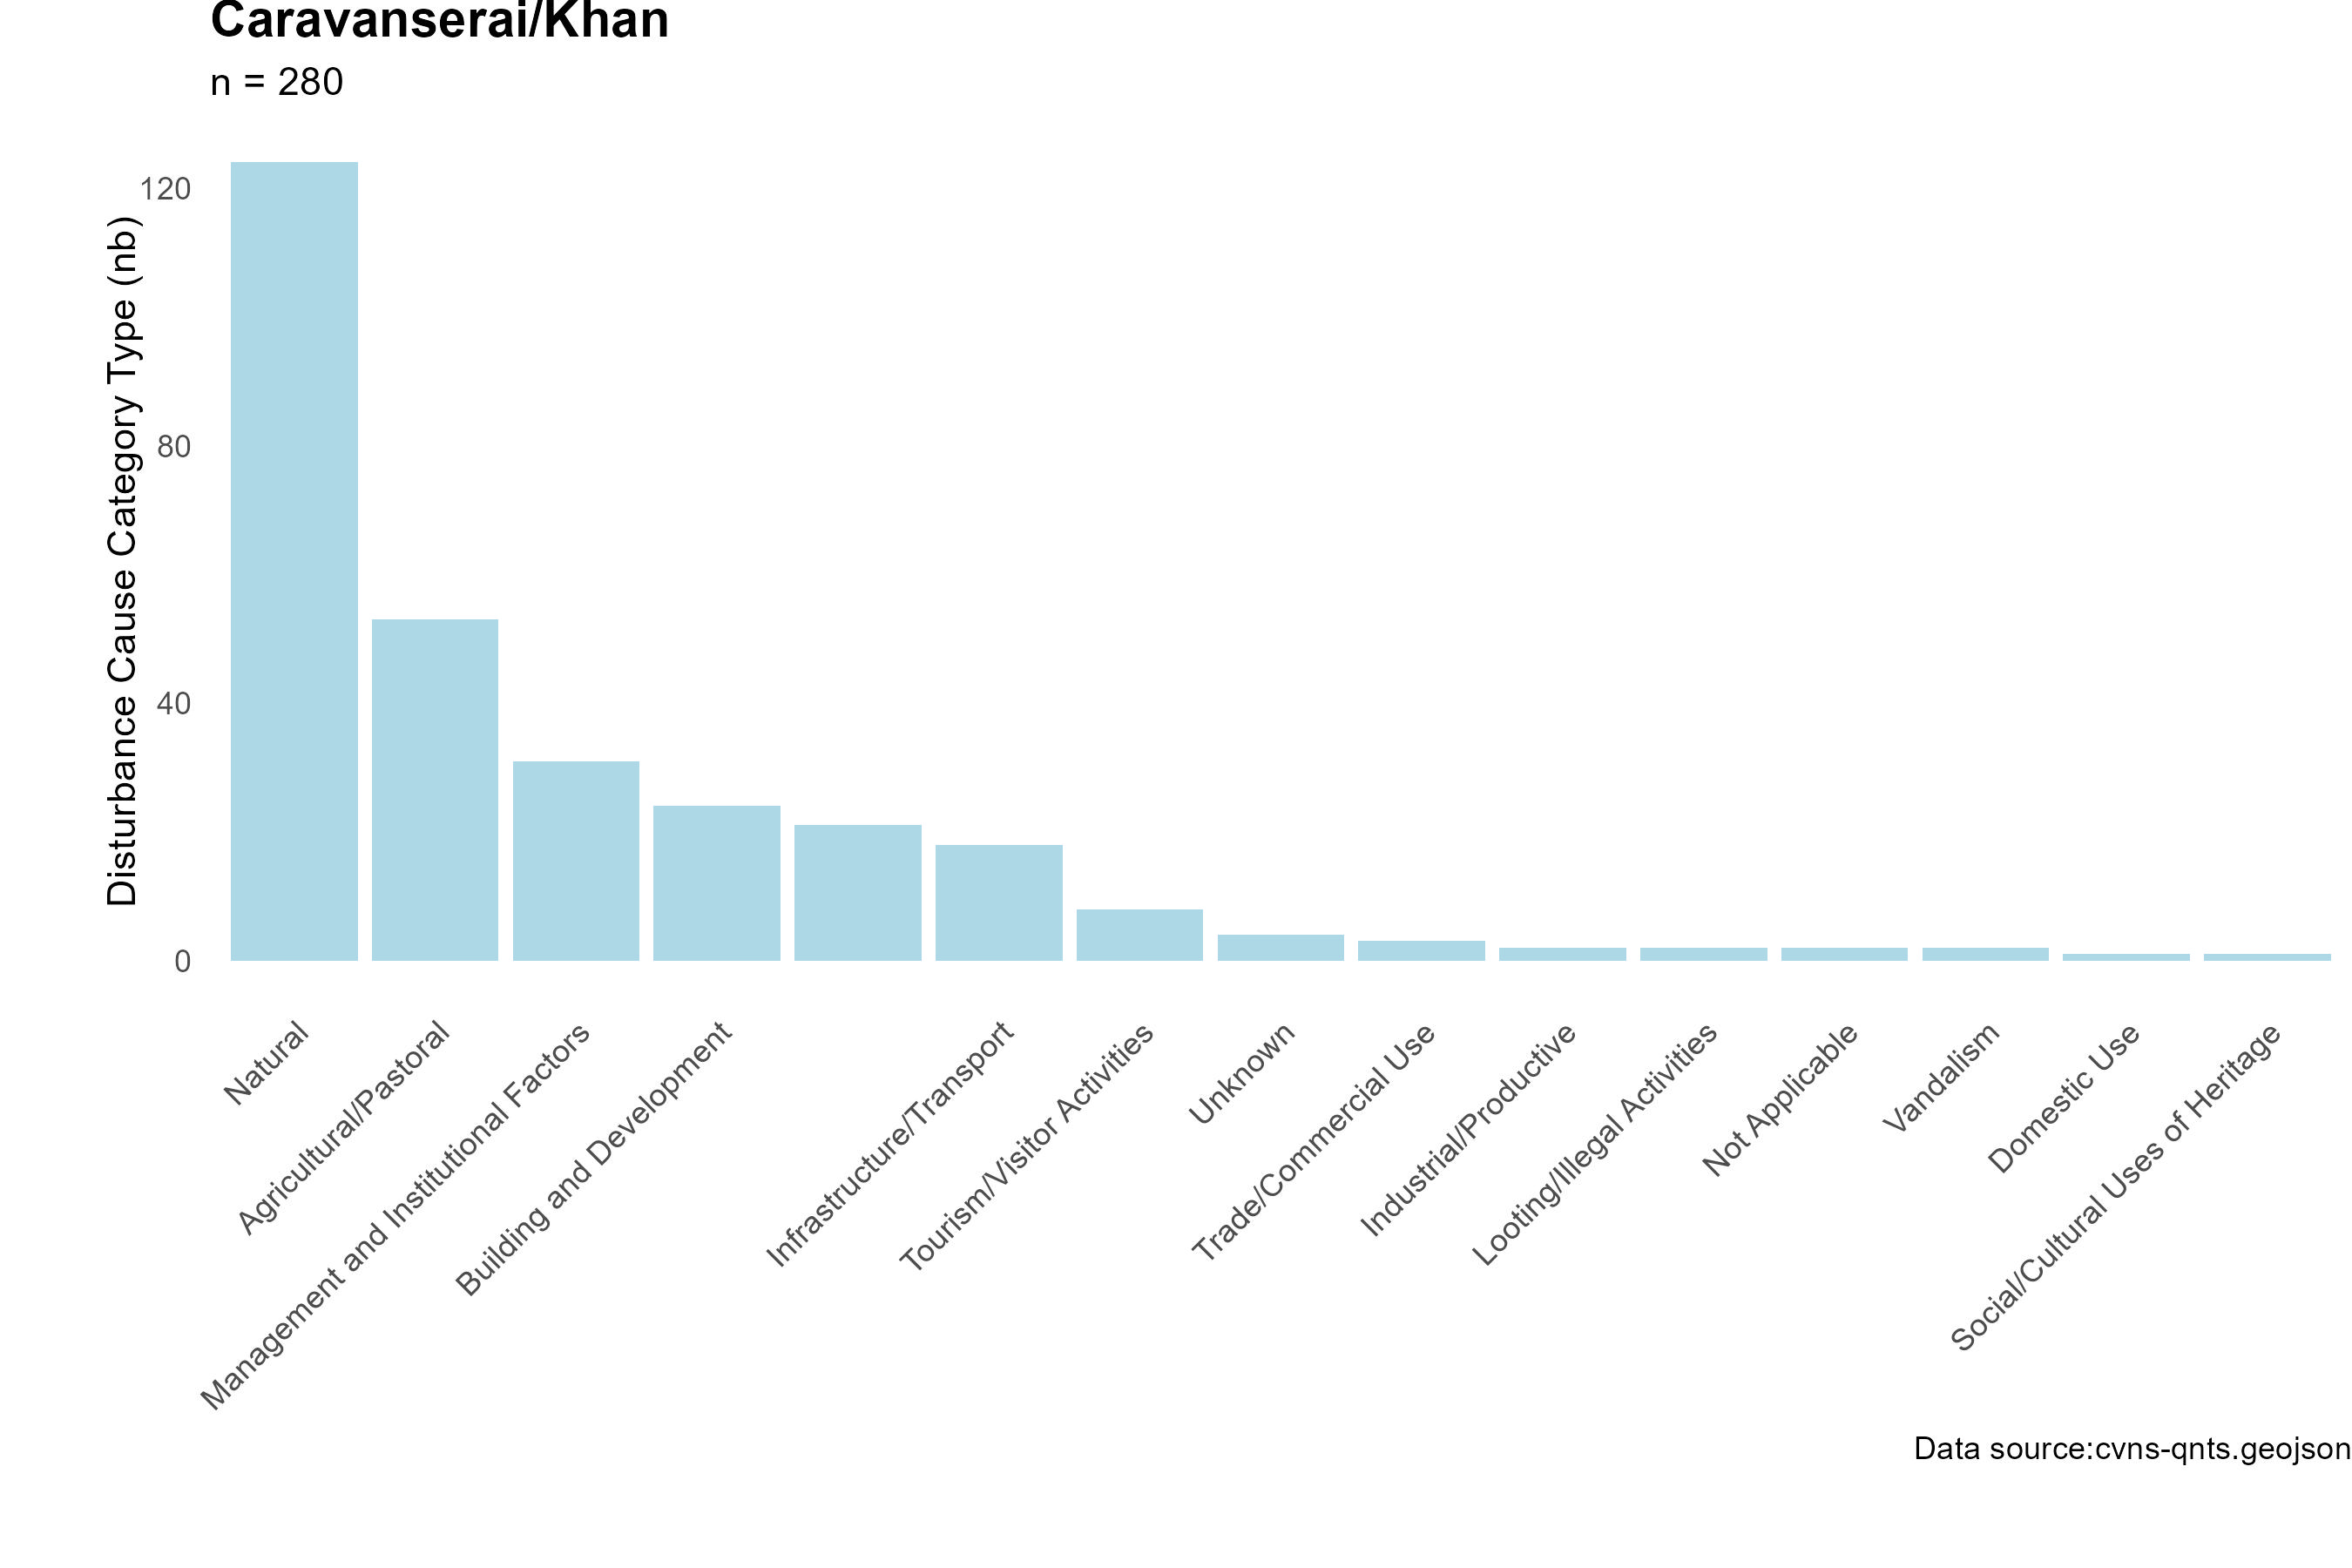 Caravanserai/Khan
n = 280
Disturbance Cause Category Type (nb)
120
80
40
0
Natural
Agricultural/Pastoral
Management and Institutional Factors
Building and Development
Infrastructure/Transport
Tourism/Visitor Activities
Unknown
Trade/Commercial Use
Industrial/Productive
Looting/Illegal Activities
Not Applicable
Vandalism
Domestic Use
Social/Cultural Uses of Heritage
Data source:cvns-qnts.geojson